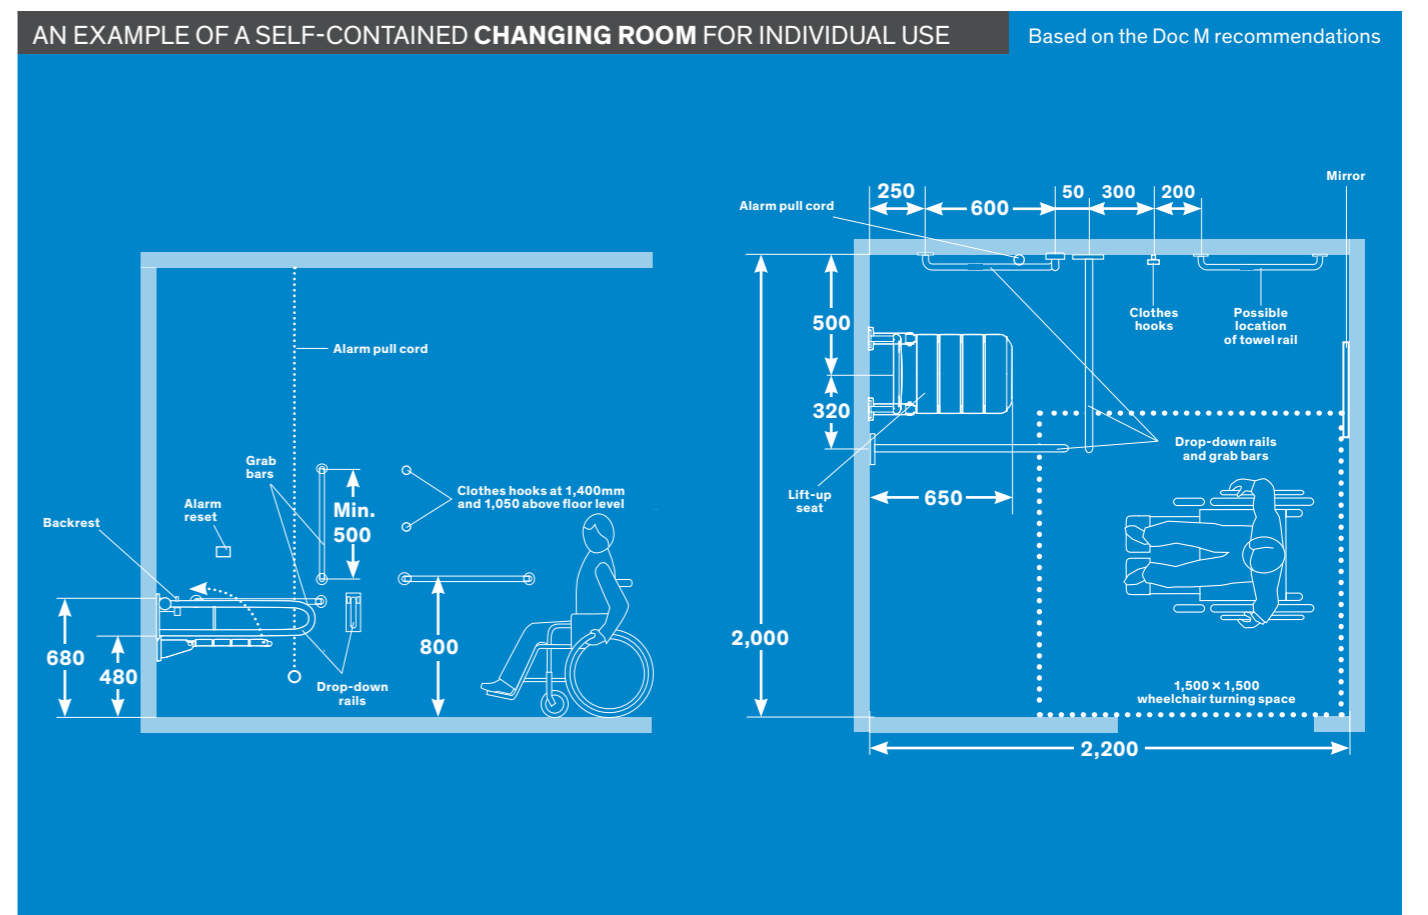 AN EXAMPLE OF A SELF-CONTAINED CHANGING ROOM FOR INDIVIDUAL USE
Based on the Doc M recommendations
Alarm pull cord
Grab
bars
Alarm
reset
Backrest
Min.
500
Clothes hooks at 1,400mm
and 1,050 above floor level
680
480
800
Drop-down
rails
Mirror
250
600
50
300
200
Alarm pull cord
500
320
Clothes
hooks
Possible
location
of towel rail
Drop-down rails
and grab bars
Lift-up
seat
650
2,000
1,500 × 1,500
wheelchair turning space
2,200